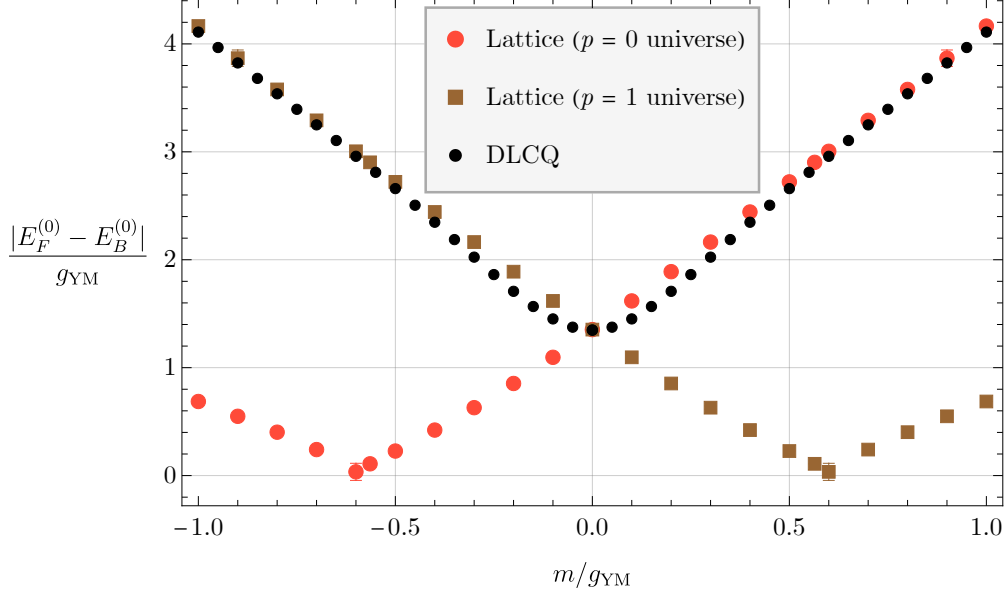 Lattice (p = 0 universe)
Lattice (p = 1 universe)
DLCQ
4
3
2
1
0
|E_F^{(0)} − E_B^{(0)}|
g_YM
−1.0 −0.5 0.0 0.5 1.0
m/g_YM